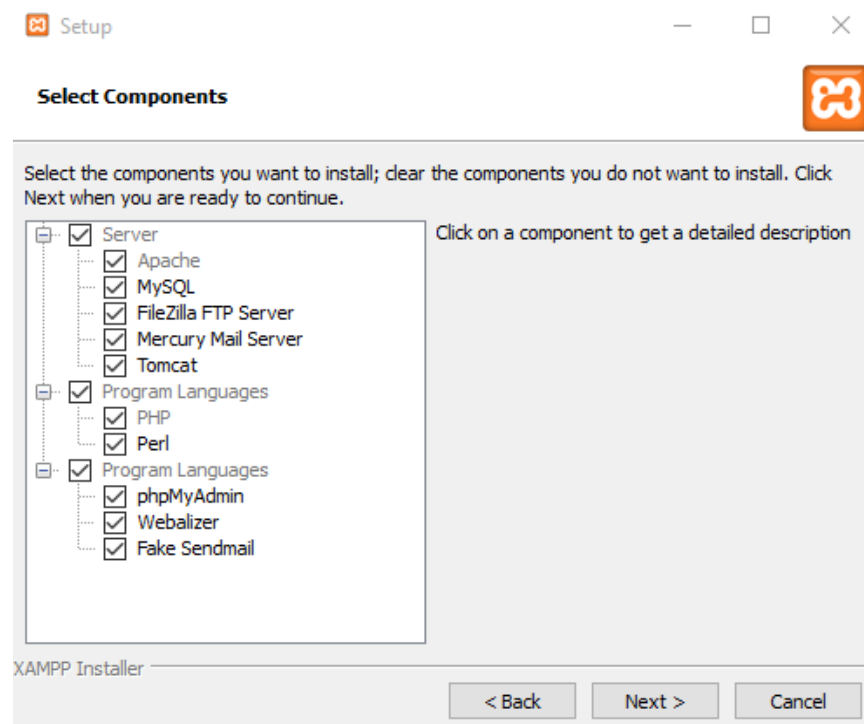 Setup
Select Components
Select the components you want to install; clear the components you do not want to install. Click
Next when you are ready to continue.
Server
Apache
MySQL
FileZilla FTP Server
Mercury Mail Server
Tomcat
Program Languages
PHP
Perl
Program Languages
phpMyAdmin
Webalizer
Fake Sendmail
Click on a component to get a detailed description
XAMPP Installer
< Back
Next >
Cancel